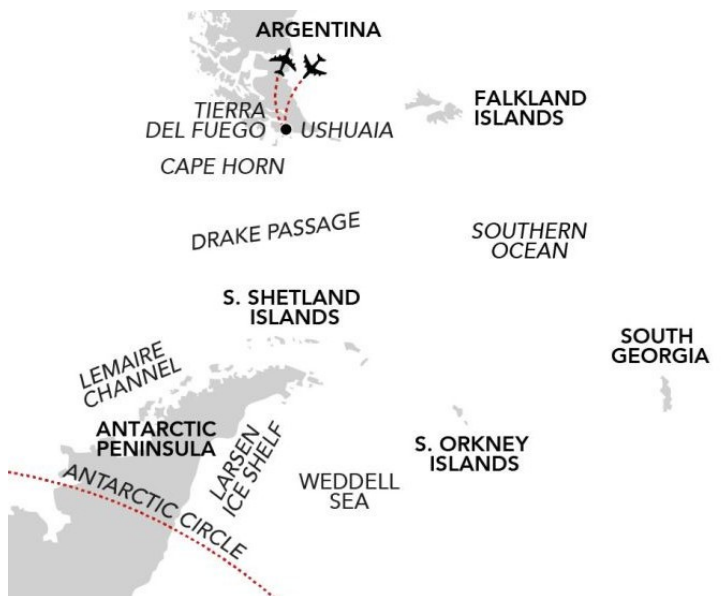 ARGENTINA
TIERRA
DEL FUEGO
USHUAIA
FALKLAND
ISLANDS
CAPE HORN
DRAKE PASSAGE
SOUTHERN
OCEAN
S. SHETLAND
ISLANDS
SOUTH
GEORGIA
LEMAIRE
CHANNEL
ANTARCTIC
PENINSULA
LARSEN
ICE SHELF
S. ORKNEY
ISLANDS
WEDDELL
SEA
ANTARCTIC CIRCLE